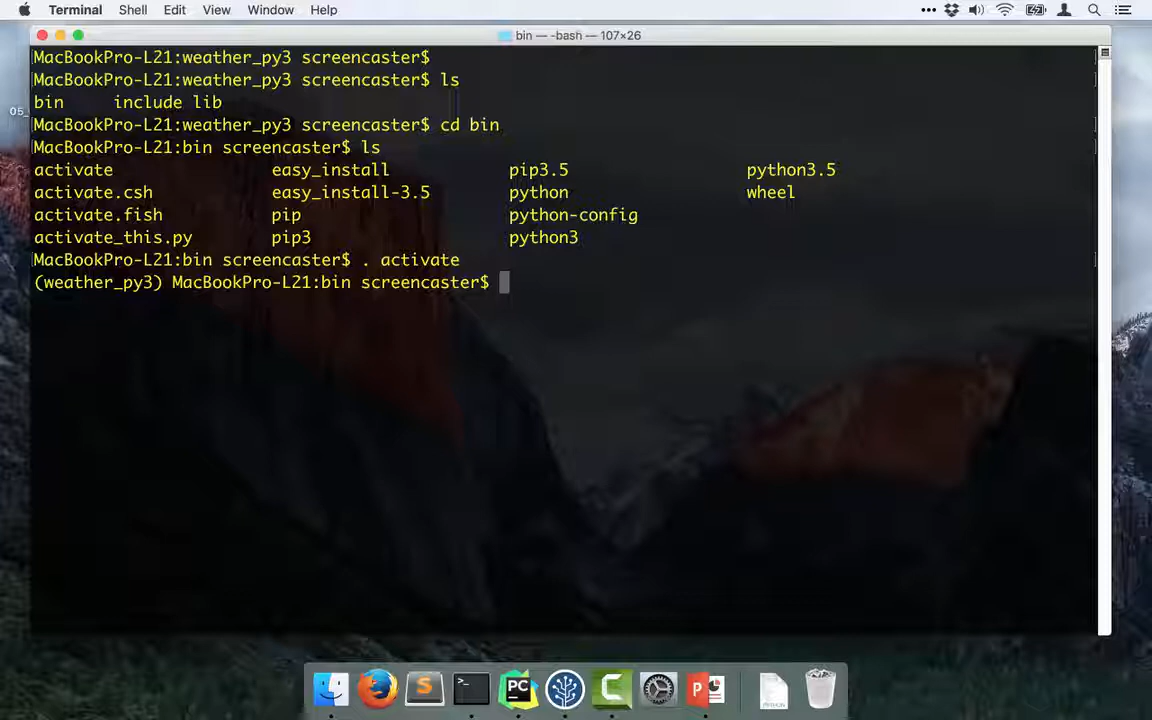 Terminal Shell Edit View Window Help
bin — -bash — 107×26
MacBookPro-L21:weather_py3 screencaster$
MacBookPro-L21:weather_py3 screencaster$ ls
bin include lib
05_
MacBookPro-L21:weather_py3 screencaster$ cd bin
MacBookPro-L21:bin screencaster$ ls
activate easy_install pip3.5 python3.5
activate.csh easy_install-3.5 python wheel
activate.fish pip python-config
activate_this.py pip3 python3
MacBookPro-L21:bin screencaster$ . activate
(weather_py3) MacBookPro-L21:bin screencaster$